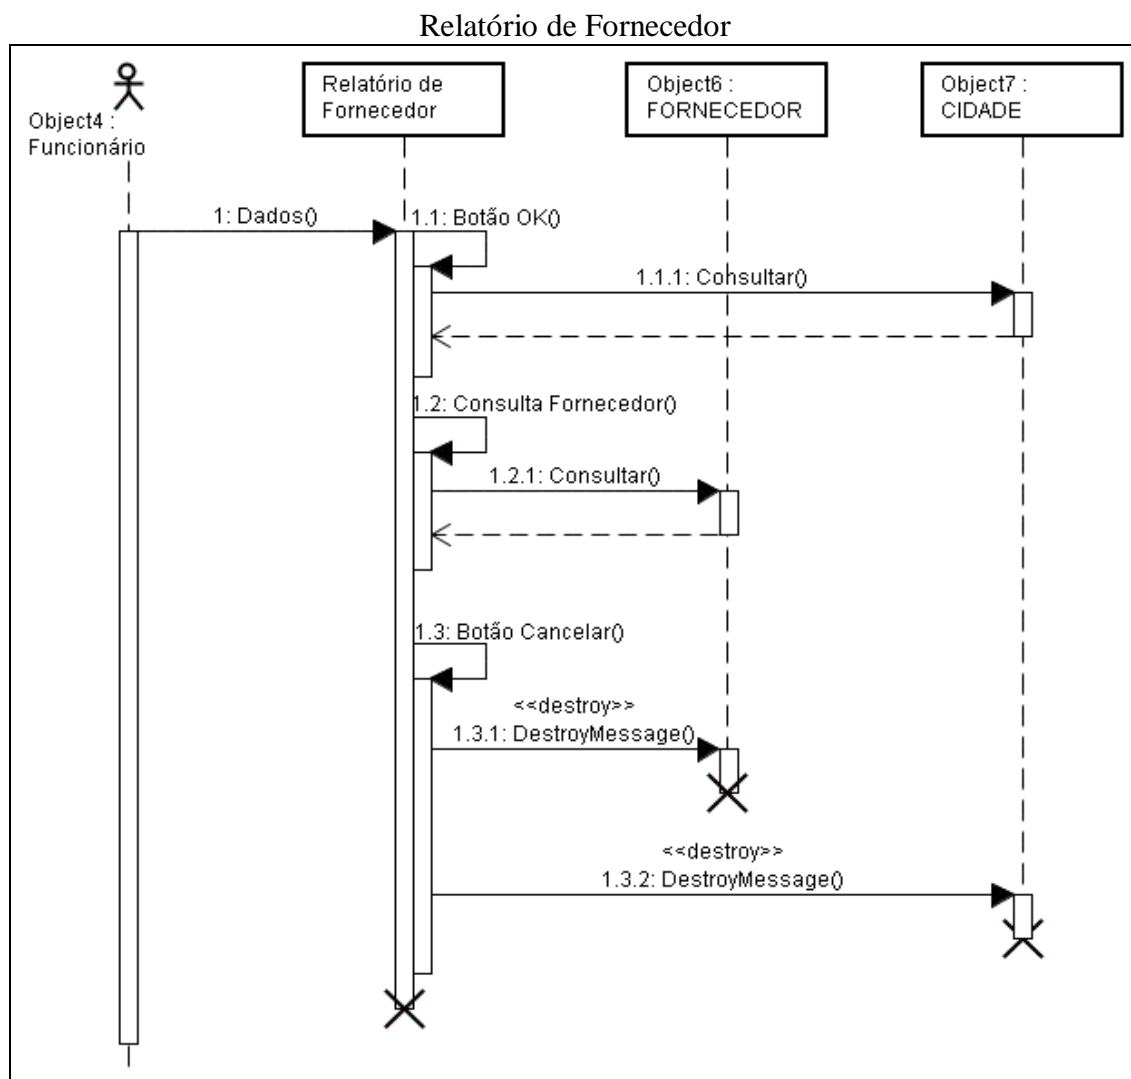 Relatório de Fornecedor
Object4 :
Funcionário
Relatório de
Fornecedor
Object6 :
FORNECEDOR
Object7 :
CIDADE
1: Dados()
1.1: Botão OK()
1.1.1: Consultar()
1.2: Consulta Fornecedor()
1.2.1: Consultar()
1.3: Botão Cancelar()
<<destroy>>
1.3.1: DestroyMessage()
<<destroy>>
1.3.2: DestroyMessage()